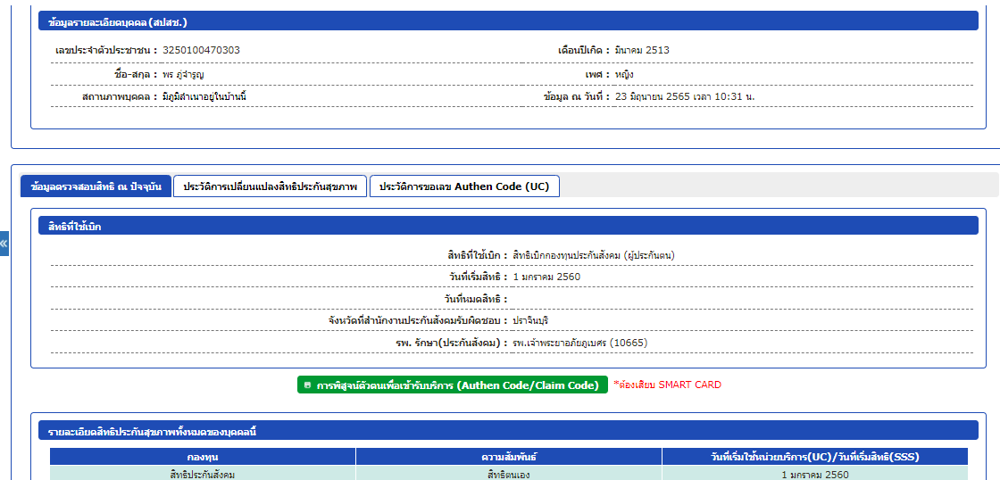 ข้อมูลรายละเอียดบุคคล (สปสช.)
เลขประจำตัวประชาชน : 3250100470303 เดือนปีเกิด : มีนาคม 2513
ชื่อ-สกุล : พร ภู่จำรูญ เพศ : หญิง
สถานภาพบุคคล : มีภูมิลำเนาอยู่ในบ้านนี้ ข้อมูล ณ วันที่ : 23 มิถุนายน 2565 เวลา 10:31 น.
ข้อมูลตรวจสอบสิทธิ ณ ปัจจุบัน ประวัติการเปลี่ยนแปลงสิทธิประกันสุขภาพ ประวัติการขอเลข Authen Code (UC)
สิทธิที่ใช้เบิก
สิทธิที่ใช้เบิก : สิทธิเบิกกองทุนประกันสังคม (ผู้ประกันตน)
วันที่เริ่มสิทธิ : 1 มกราคม 2560
วันที่หมดสิทธิ :
จังหวัดที่สำนักงานประกันสังคมรับผิดชอบ : ปราจีนบุรี
รพ. รักษา(ประกันสังคม) : รพ.เจ้าพระยาอภัยภูเบศร (10665)
«
การพิสูจน์ตัวตนเพื่อเข้ารับบริการ (Authen Code/Claim Code) *ต้องเสียบ SMART CARD
รายละเอียดสิทธิประกันสุขภาพทั้งหมดของบุคคลนี้
กองทุน ความสัมพันธ์ วันที่เริ่มใช้หน่วยบริการ(UC)/วันที่เริ่มสิทธิ(SSS)
สิทธิประกันสังคม สิทธิตนเอง 1 มกราคม 2560